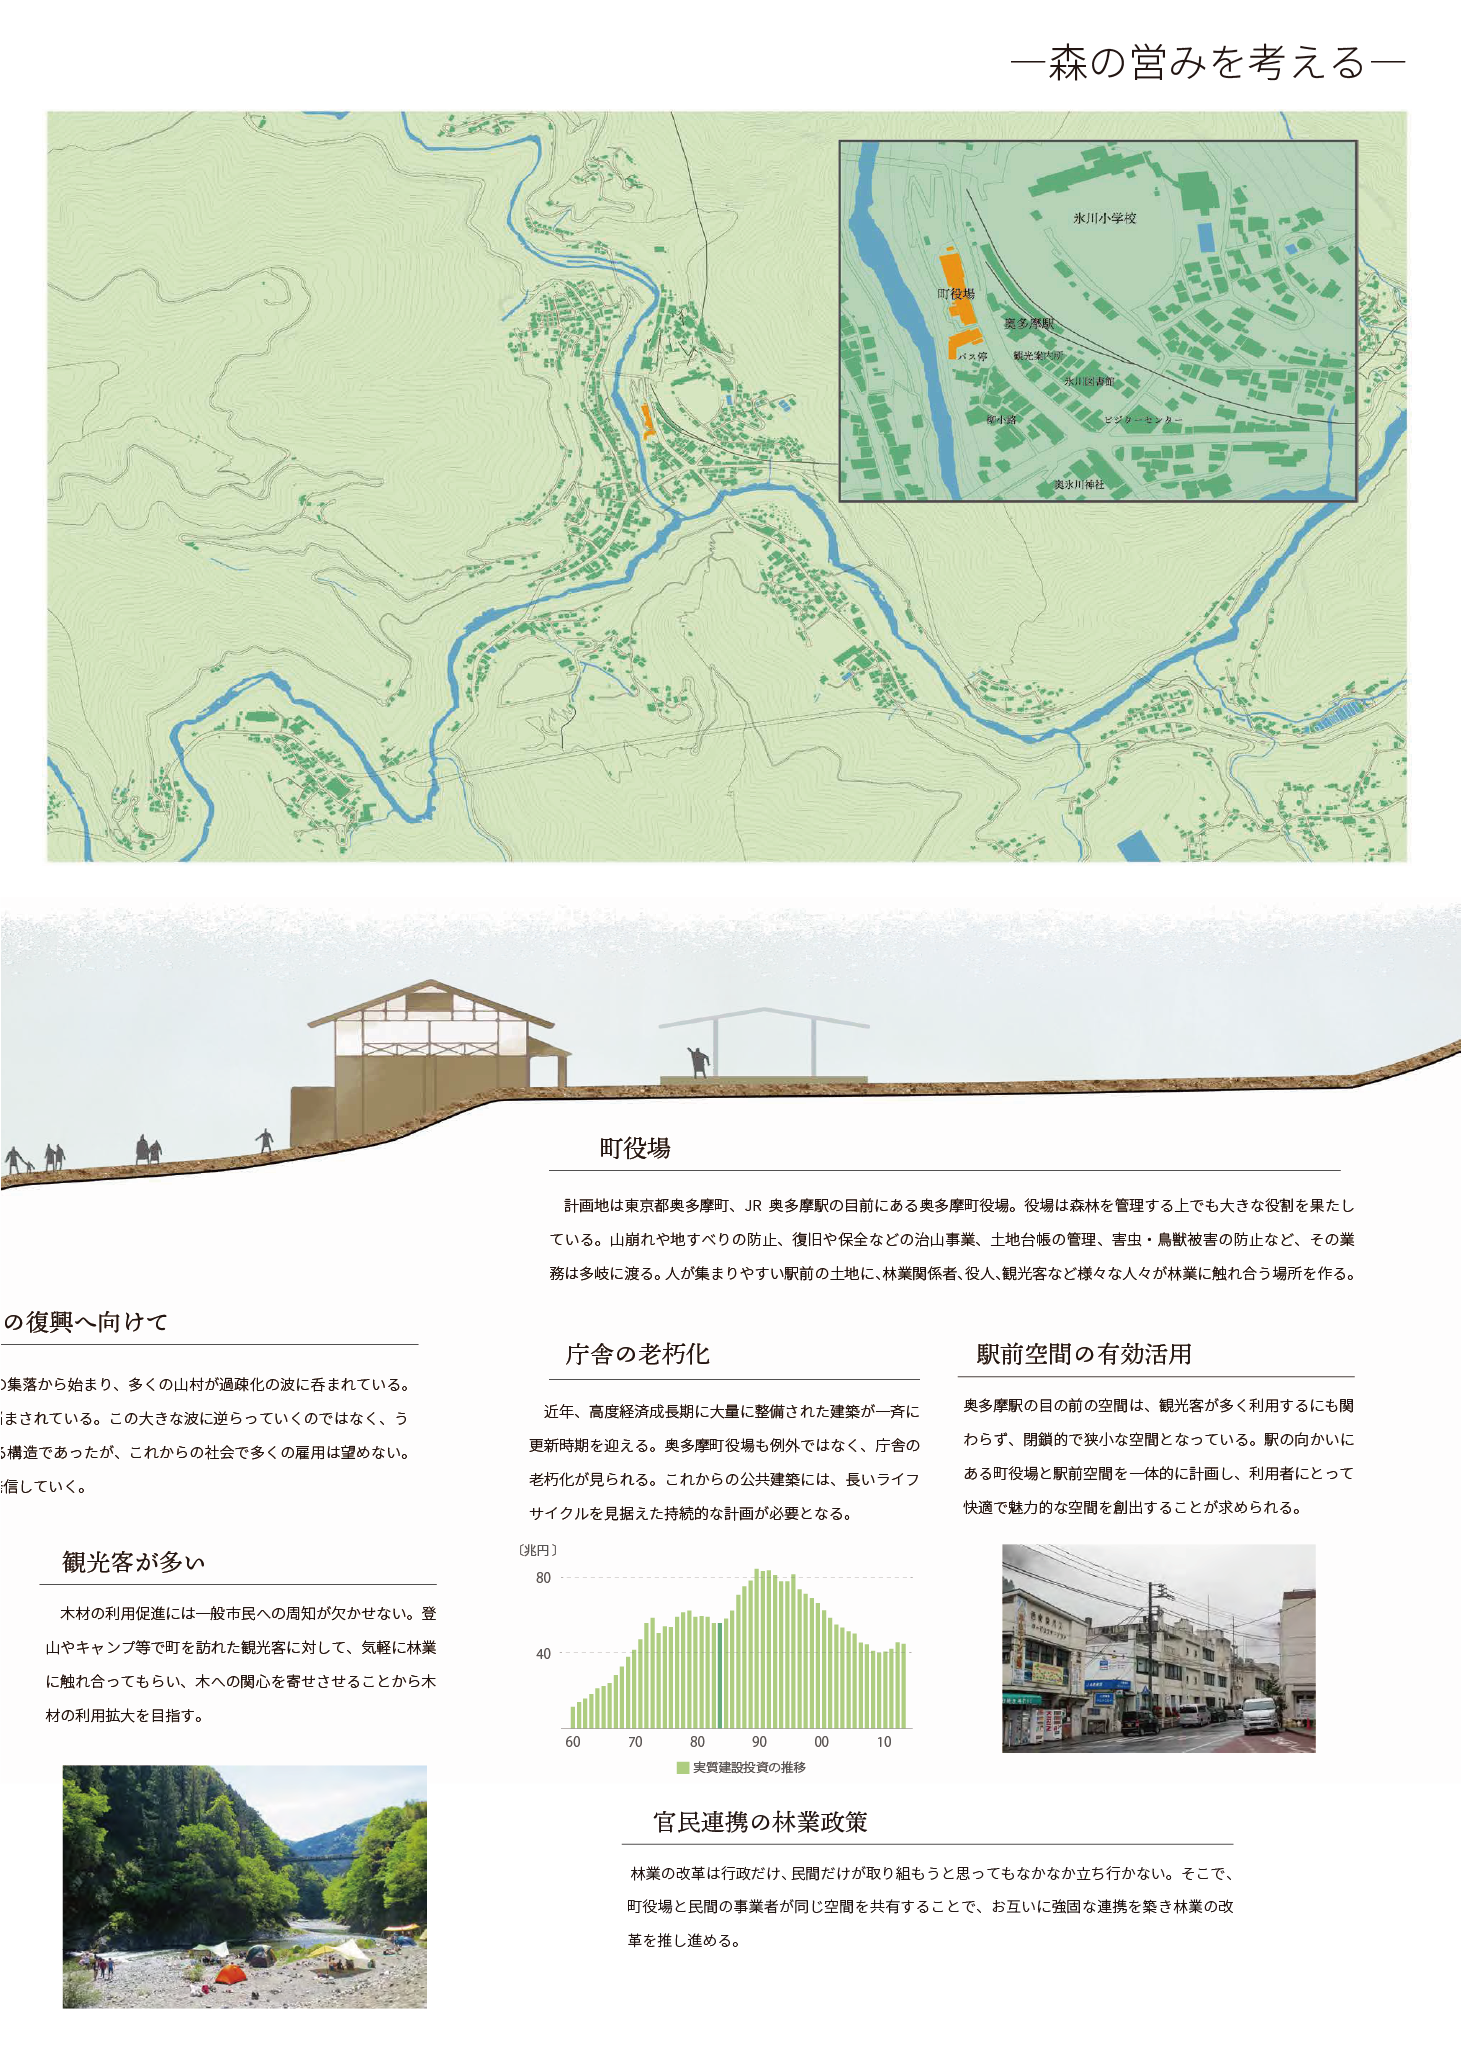 ―森の営みを考える―
氷川小学校
町役場
奥多摩駅
バス停
観光案内所
氷川図書館
柳小路
ビジターセンター
奥氷川神社
町役場
計画地は東京都奥多摩町、JR 奥多摩駅の目前にある奥多摩町役場。役場は森林を管理する上でも大きな役割を果たし
ている。山崩れや地すべりの防止、復旧や保全などの治山事業、土地台帳の管理、害虫・鳥獣被害の防止など、その業
務は多岐に渡る。人が集まりやすい駅前の土地に、林業関係者、役人、観光客など様々な人々が林業に触れ合う場所を作る。
の復興へ向けて
の集落から始まり、多くの山村が過疎化の波に呑まれている。
まされている。この大きな波に逆らっていくのではなく、う
る構造であったが、これからの社会で多くの雇用は望めない。
信していく。
観光客が多い
木材の利用促進には一般市民への周知が欠かせない。登
山やキャンプ等で町を訪れた観光客に対して、気軽に林業
に触れ合ってもらい、木への関心を寄せさせることから木
材の利用拡大を目指す。
庁舎の老朽化
近年、高度経済成長期に大量に整備された建築が一斉に
更新時期を迎える。奥多摩町役場も例外ではなく、庁舎の
老朽化が見られる。これからの公共建築には、長いライフ
サイクルを見据えた持続的な計画が必要となる。
〔兆円〕
80
40
60 70 80 90 00 10
実質建設投資の推移
駅前空間の有効活用
奥多摩駅の目の前の空間は、観光客が多く利用するにも関
わらず、閉鎖的で狭小な空間となっている。駅の向かいに
ある町役場と駅前空間を一体的に計画し、利用者にとって
快適で魅力的な空間を創出することが求められる。
官民連携の林業政策
林業の改革は行政だけ、民間だけが取り組もうと思ってもなかなか立ち行かない。そこで、
町役場と民間の事業者が同じ空間を共有することで、お互いに強固な連携を築き林業の改
革を推し進める。